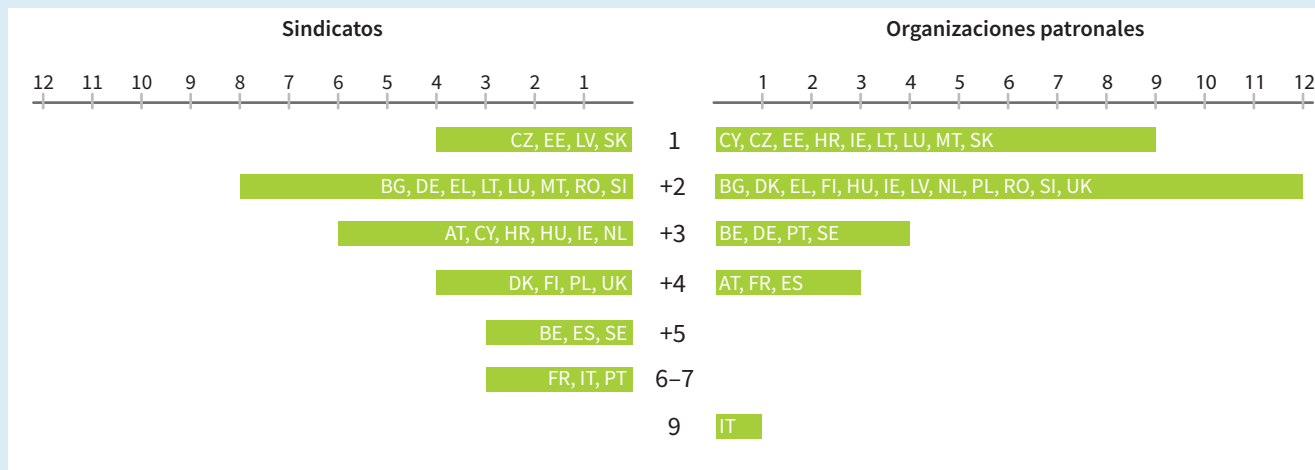 Sindicatos Organizaciones patronales
12 11 10 9 8 7 6 5 4 3 2 1 1 2 3 4 5 6 7 8 9 10 11 12
CZ, EE, LV, SK 1 CY, CZ, EE, HR, IE, LT, LU, MT, SK
BG, DE, EL, LT, LU, MT, RO, SI +2 BG, DK, EL, FI, HU, IE, LV, NL, PL, RO, SI, UK
AT, CY, HR, HU, IE, NL +3 BE, DE, PT, SE
DK, FI, PL, UK +4 AT, FR, ES
BE, ES, SE +5
FR, IT, PT 6–7
9 IT